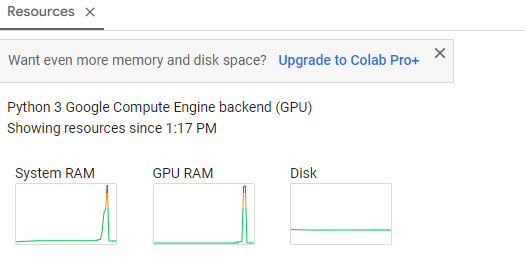 Resources ×
Want even more memory and disk space? Upgrade to Colab Pro+
Python 3 Google Compute Engine backend (GPU)
Showing resources since 1:17 PM
System RAM GPU RAM Disk